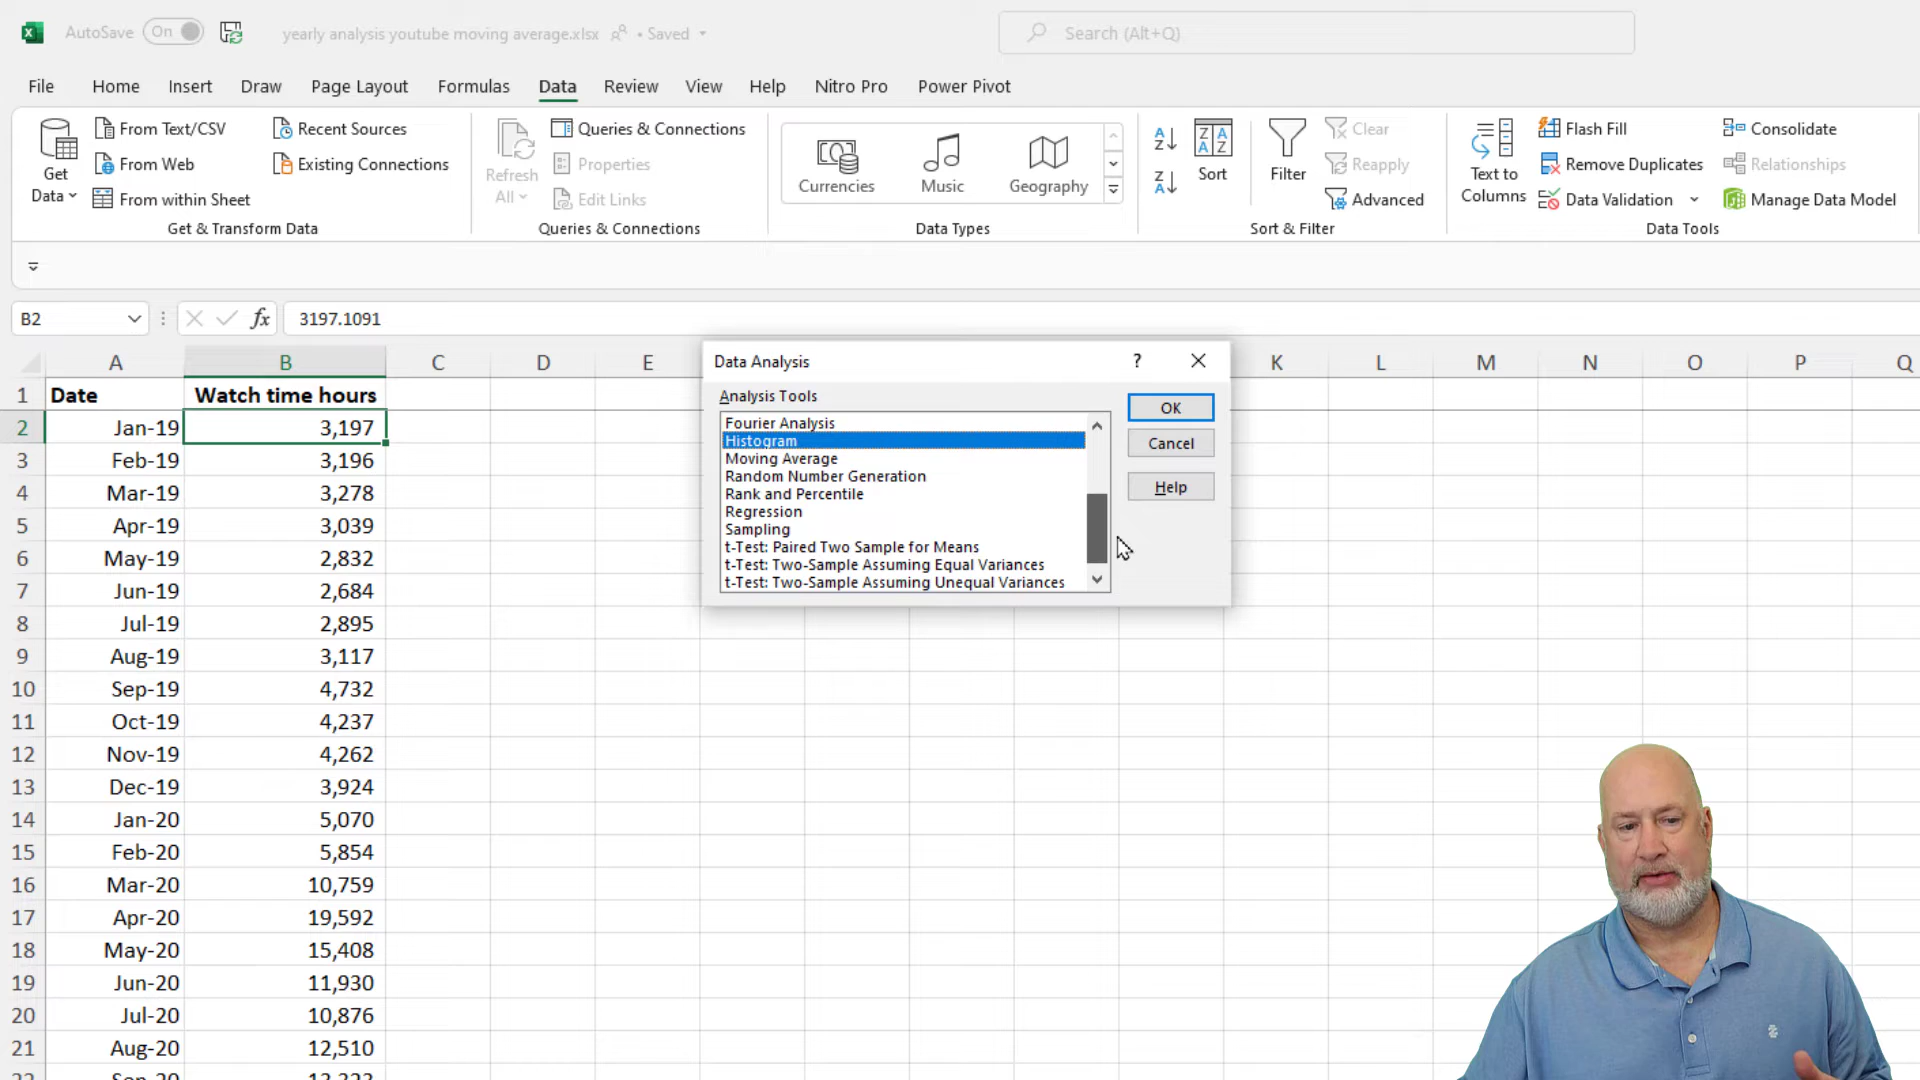 AutoSave On yearly analysis youtube moving average.xlsx • Saved Search (Alt+Q)
File Home Insert Draw Page Layout Formulas Data Review View Help Nitro Pro Power Pivot
Get Data
From Text/CSV
From Web
From within Sheet
Recent Sources
Existing Connections
Get & Transform Data
Refresh All
Queries & Connections
Properties
Edit Links
Queries & Connections
Currencies Music Geography
Data Types
Sort
Filter
Clear
Reapply
Advanced
Sort & Filter
Text to Columns
Flash Fill
Remove Duplicates
Data Validation
Consolidate
Relationships
Manage Data Model
Data Tools
B2 fx 3197.1091
A B C D E K L M N O P Q
1 Date Watch time hours
2 Jan-19 3,197
3 Feb-19 3,196
4 Mar-19 3,278
5 Apr-19 3,039
6 May-19 2,832
7 Jun-19 2,684
8 Jul-19 2,895
9 Aug-19 3,117
10 Sep-19 4,732
11 Oct-19 4,237
12 Nov-19 4,262
13 Dec-19 3,924
14 Jan-20 5,070
15 Feb-20 5,854
16 Mar-20 10,759
17 Apr-20 19,592
18 May-20 15,408
19 Jun-20 11,930
20 Jul-20 10,876
21 Aug-20 12,510
Data Analysis ?
Analysis Tools
Fourier Analysis
Histogram
Moving Average
Random Number Generation
Rank and Percentile
Regression
Sampling
t-Test: Paired Two Sample for Means
t-Test: Two-Sample Assuming Equal Variances
t-Test: Two-Sample Assuming Unequal Variances
OK
Cancel
Help